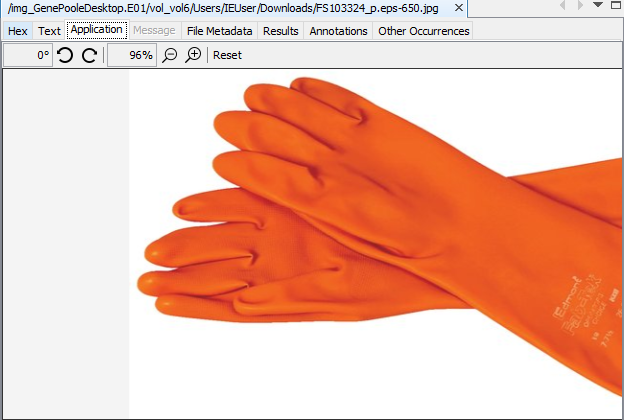 /img_GenePooleDesktop.E01/vol_vol6/Users/IEUser/Downloads/FS103324_p.eps-650.jpg
Hex Text Application Message File Metadata Results Annotations Other Occurrences
0° 96% Reset
Edmont